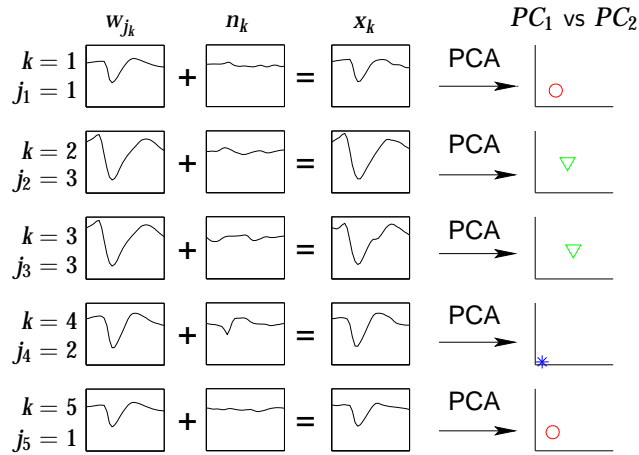 w_{j_k} n_k x_k PC_1 vs PC_2
k = 1
j_1 = 1
+ = PCA
k = 2
j_2 = 3
+ = PCA
k = 3
j_3 = 3
+ = PCA
k = 4
j_4 = 2
+ = PCA
k = 5
j_5 = 1
+ = PCA